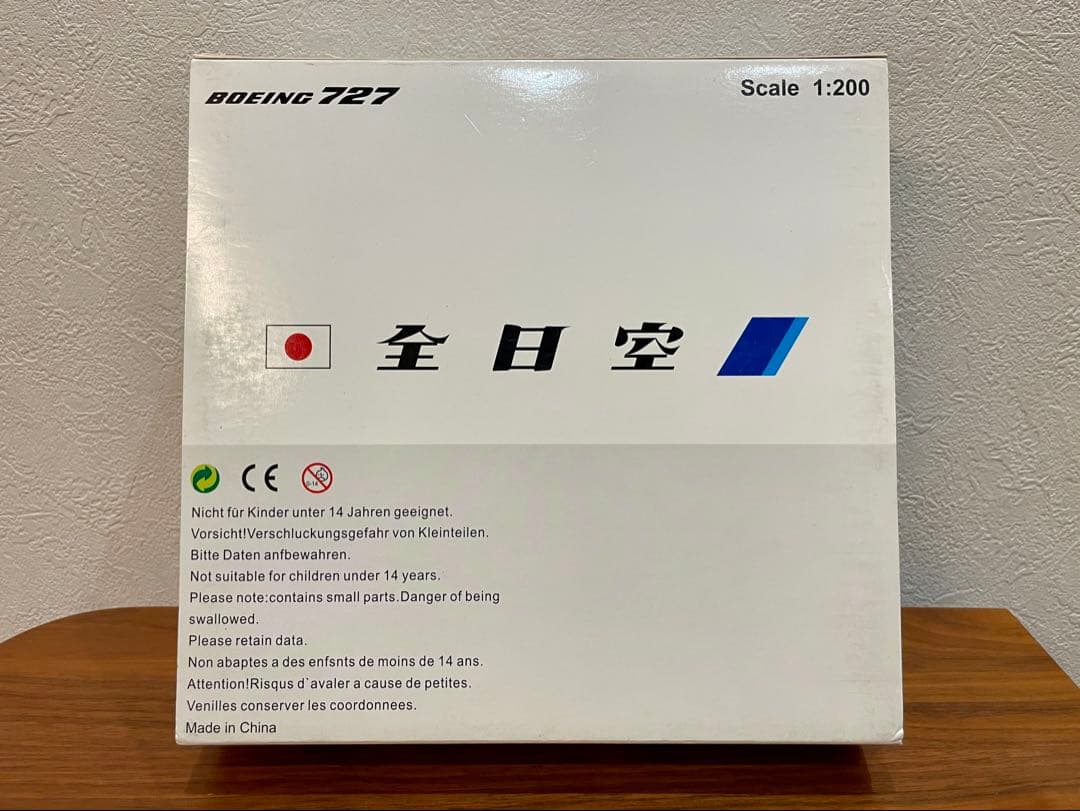 BOEING 727
Scale 1:200
全日空
CE
0-14
Nicht für Kinder unter 14 Jahren geeignet.
Vorsicht!Verschluckungsgefahr von Kleinteilen.
Bitte Daten anfbewahren.
Not suitable for children under 14 years.
Please note:contains small parts.Danger of being
swallowed.
Please retain data.
Non abaptes a des enfsnts de moins de 14 ans.
Attention!Risqus d`avaler a cause de petites.
Venilles conserver les coordonnees.
Made in China